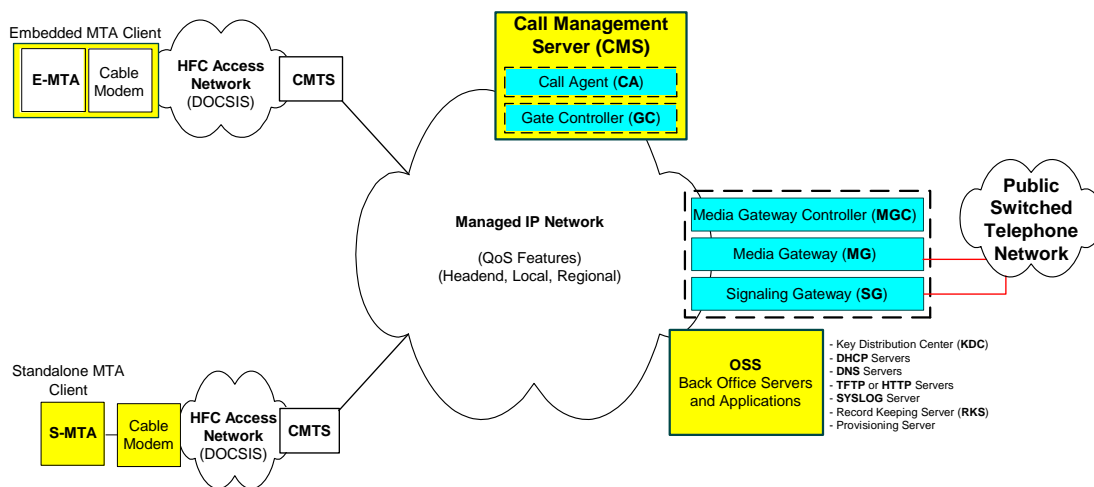 Embedded MTA Client
E-MTA
Cable
Modem
HFC Access
Network
(DOCSIS)
CMTS
Call Management
Server (CMS)
Call Agent (CA)
Gate Controller (GC)
Managed IP Network
(QoS Features)
(Headend, Local, Regional)
Media Gateway Controller (MGC)
Media Gateway (MG)
Signaling Gateway (SG)
Public
Switched
Telephone
Network
OSS
Back Office Servers
and Applications
- Key Distribution Center (KDC)
- DHCP Servers
- DNS Servers
- TFTP or HTTP Servers
- SYSLOG Server
- Record Keeping Server (RKS)
- Provisioning Server
Standalone MTA
Client
S-MTA
Cable
Modem
HFC Access
Network
(DOCSIS)
CMTS